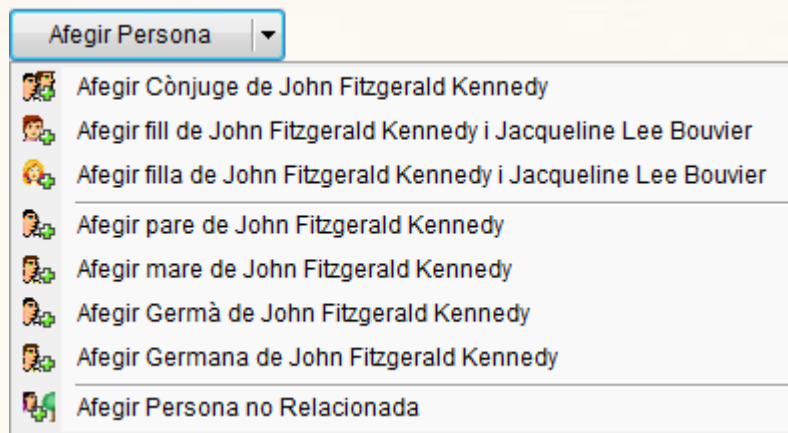 Afegir Persona
Afegir Cònjuge de John Fitzgerald Kennedy
Afegir fill de John Fitzgerald Kennedy i Jacqueline Lee Bouvier
Afegir filla de John Fitzgerald Kennedy i Jacqueline Lee Bouvier
Afegir pare de John Fitzgerald Kennedy
Afegir mare de John Fitzgerald Kennedy
Afegir Germà de John Fitzgerald Kennedy
Afegir Germana de John Fitzgerald Kennedy
Afegir Persona no Relacionada